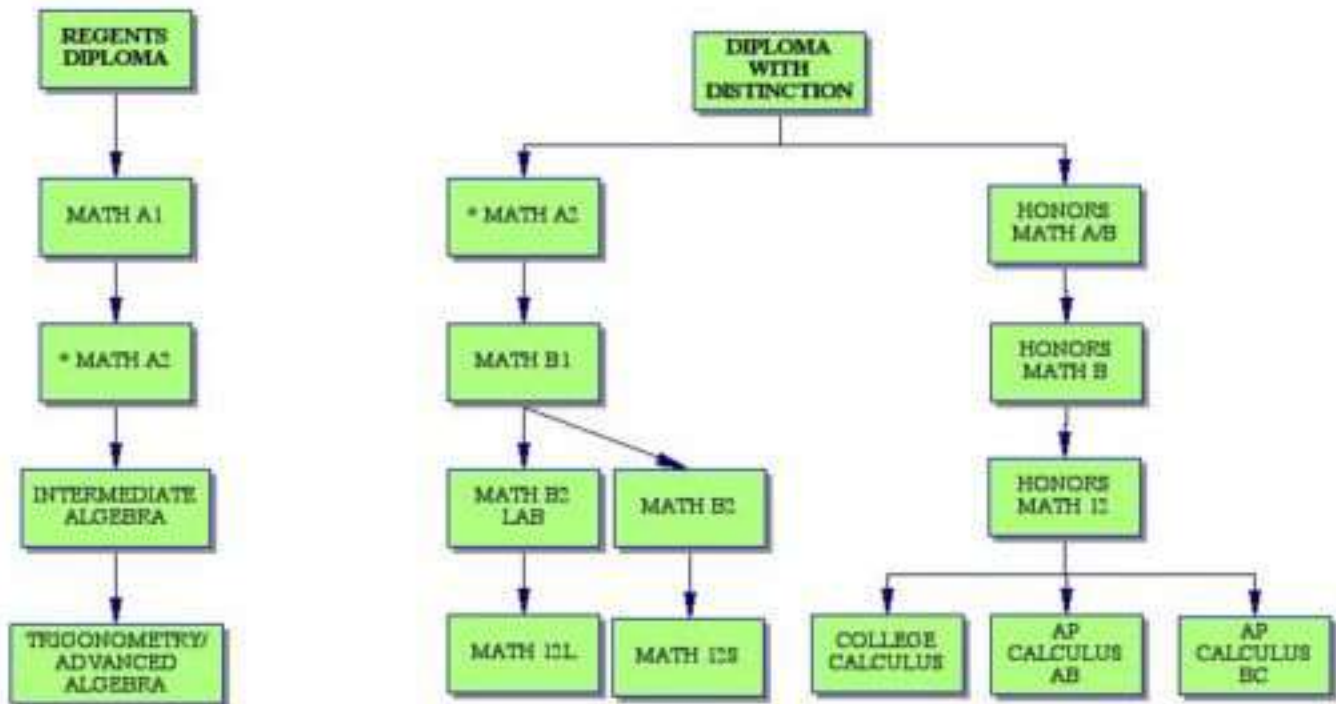 REGENTS
DIPLOMA
MATH A1
* MATH A2
INTERMEDIATE
ALGEBRA
TRIGONOMETRY/
ADVANCED
ALGEBRA
DIPLOMA
WITH
DISTINCTION
* MATH A2
MATH B1
MATH B2
LAB
MATH B2
MATH 12L
MATH 12S
HONORS
MATH A/B
HONORS
MATH B
HONORS
MATH 12
COLLEGE
CALCULUS
AP
CALCULUS
AB
AP
CALCULUS
BC